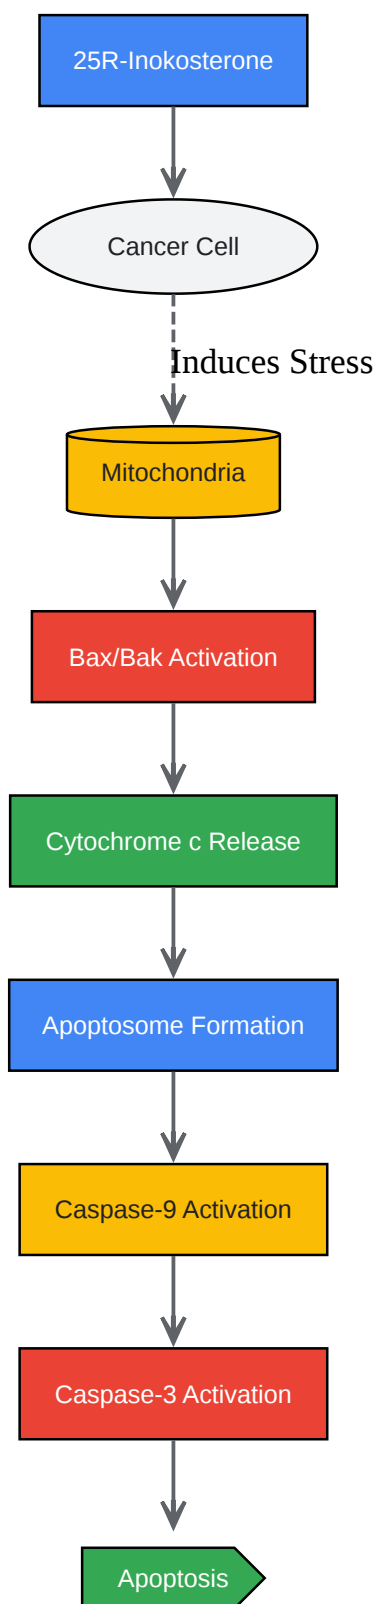 25R-Inokosterone
Cancer Cell
Induces Stress
Mitochondria
Bax/Bak Activation
Cytochrome c Release
Apoptosome Formation
Caspase-9 Activation
Caspase-3 Activation
Apoptosis